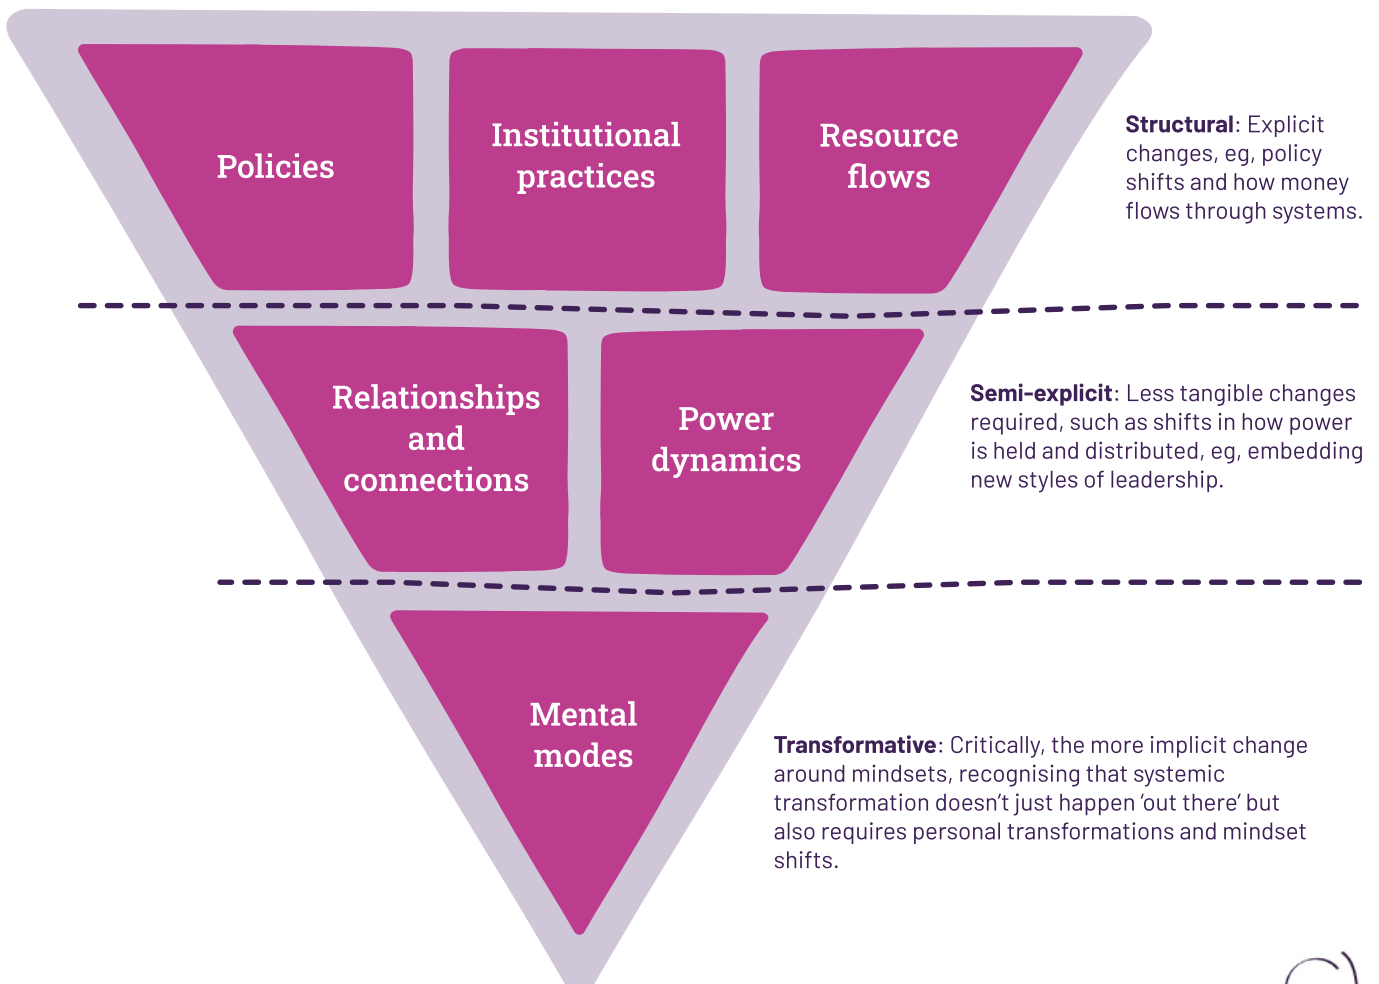 Policies
Institutional
practices
Resource
flows
Structural: Explicit
changes, eg, policy
shifts and how money
flows through systems.
Relationships
and
connections
Power
dynamics
Semi-explicit: Less tangible changes
required, such as shifts in how power
is held and distributed, eg, embedding
new styles of leadership.
Mental
modes
Transformative: Critically, the more implicit change
around mindsets, recognising that systemic
transformation doesn’t just happen ‘out there’ but
also requires personal transformations and mindset
shifts.